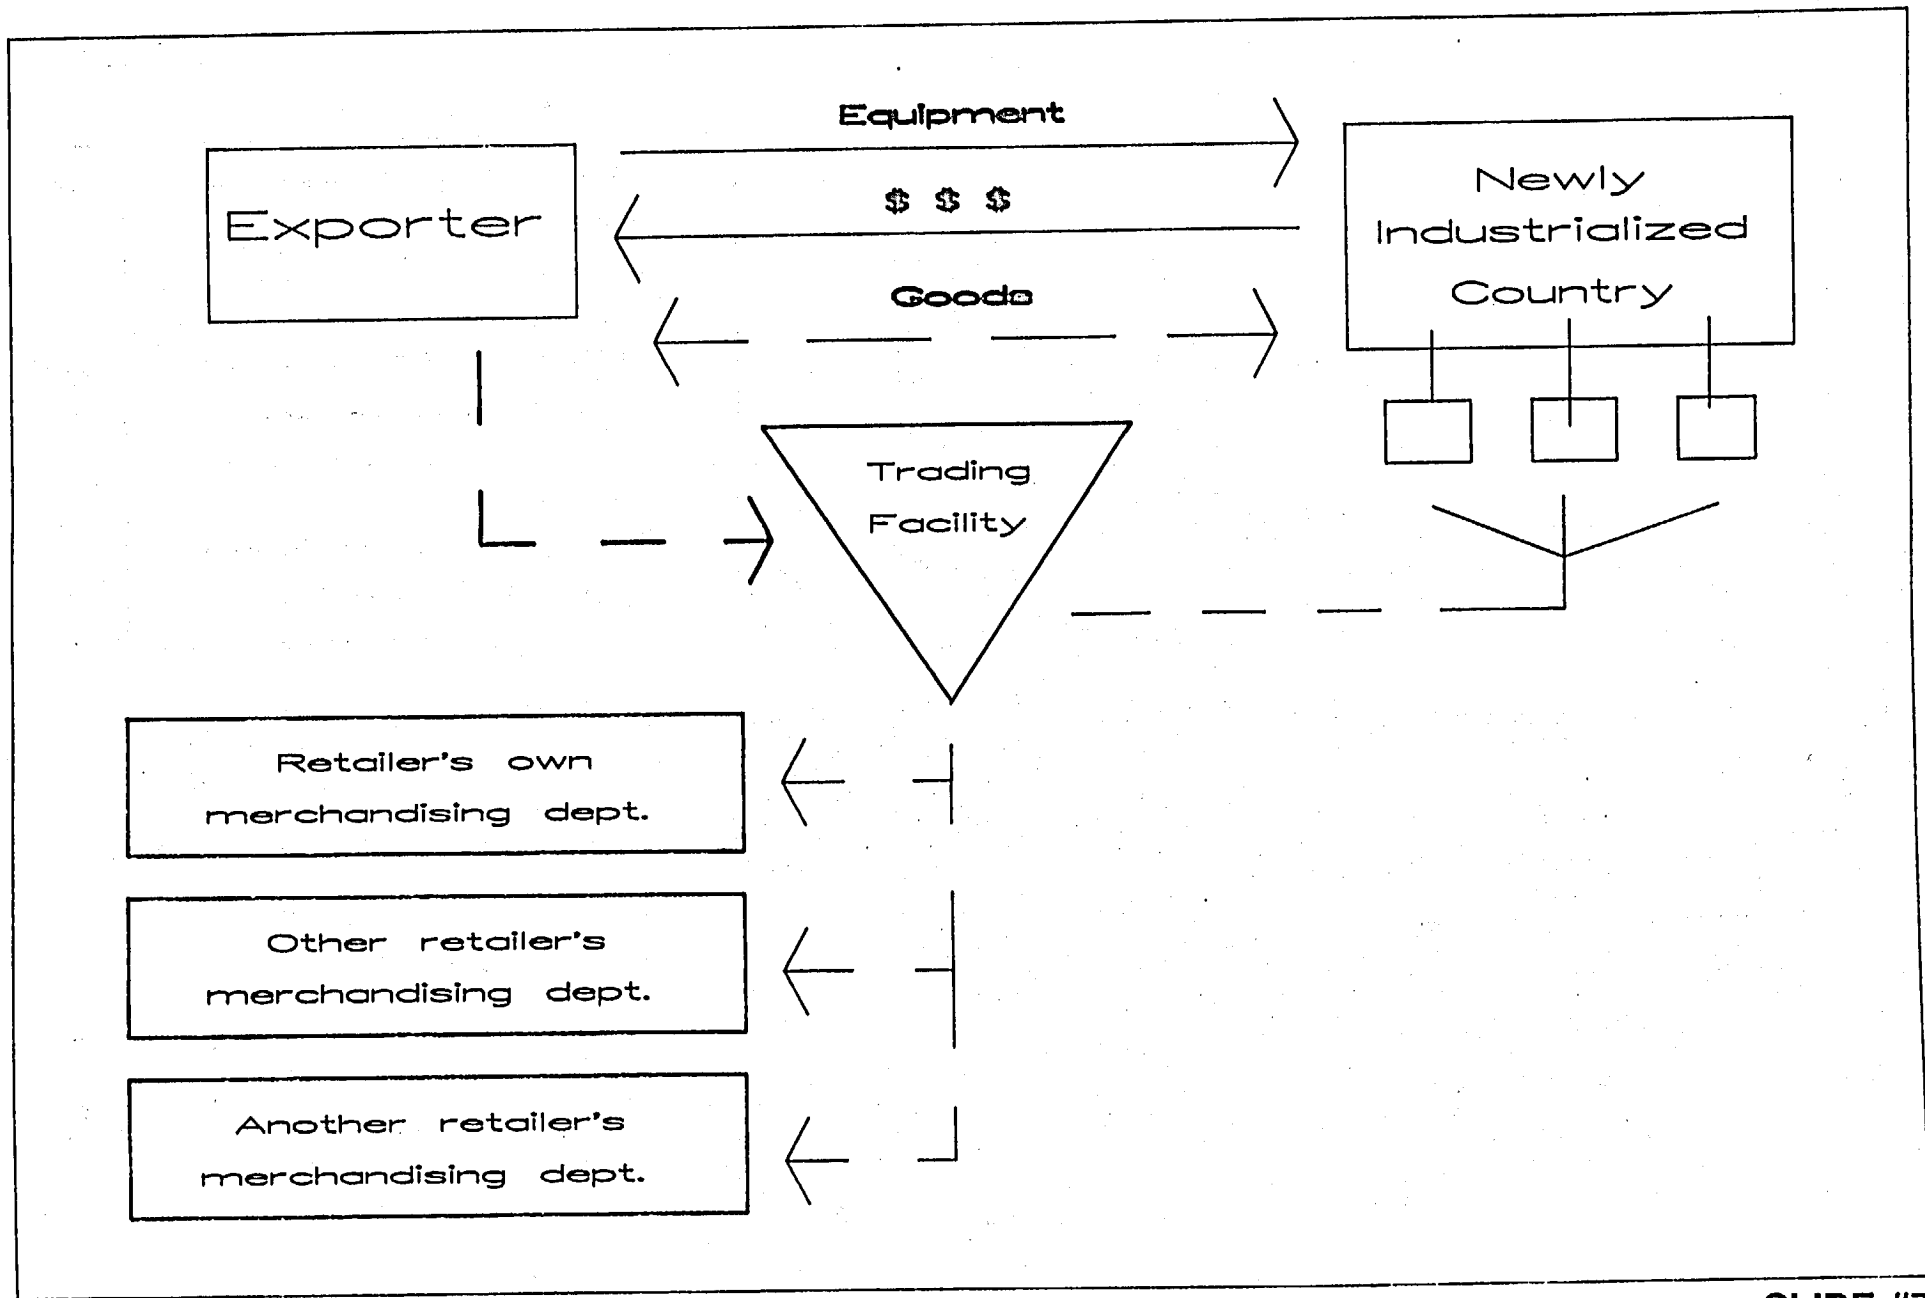 Equipment
Exporter
$ $ $
Newly
Industrialized
Country
Goods
Trading
Facility
Retailer's own
merchandising dept.
Other retailer's
merchandising dept.
Another retailer's
merchandising dept.